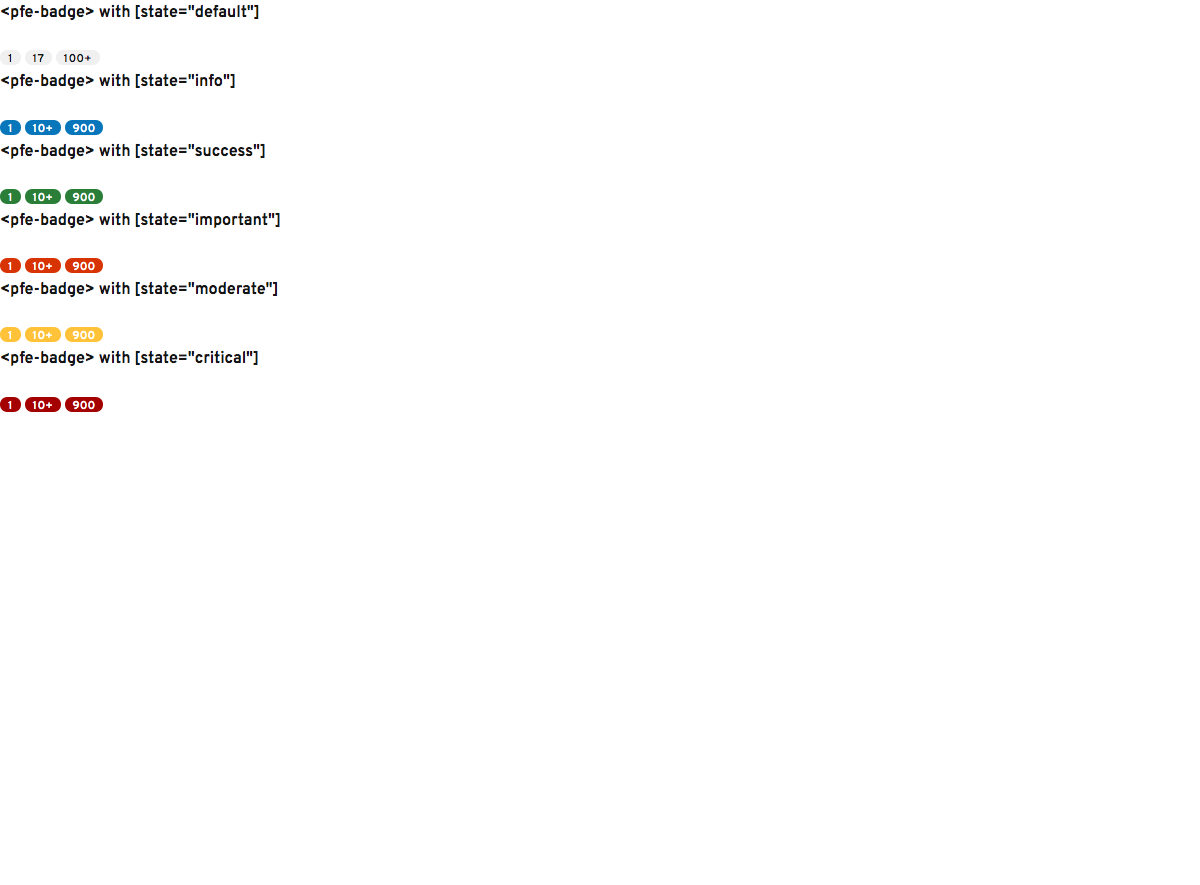 <pfe-badge> with [state="default"]
1 17 100+
<pfe-badge> with [state="info"]
1 10+ 900
<pfe-badge> with [state="success"]
1 10+ 900
<pfe-badge> with [state="important"]
1 10+ 900
<pfe-badge> with [state="moderate"]
1 10+ 900
<pfe-badge> with [state="critical"]
1 10+ 900